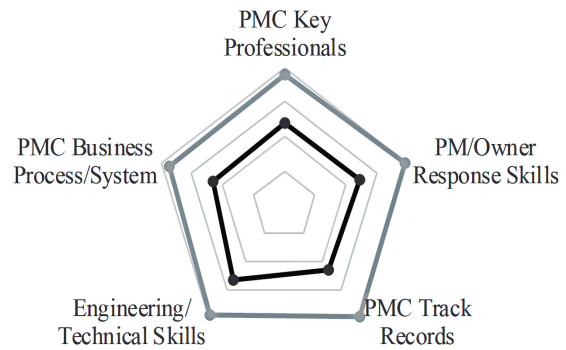 PMC Key
Professionals
PMC Business
Process/System
PM/Owner
Response Skills
Engineering/
Technical Skills
PMC Track
Records